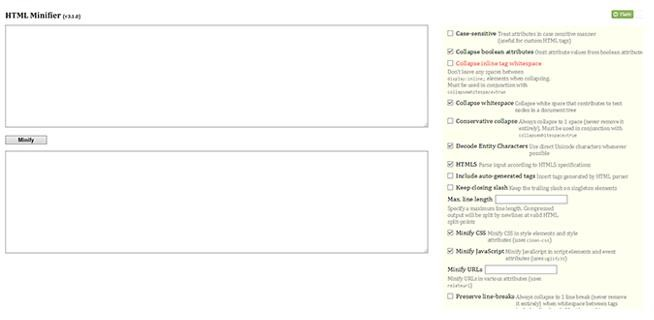 HTML Minifier (v3.1.0)
Minify
Case-sensitive Treat attributes in case sensitive manner
(useful for custom HTML tags)
Collapse boolean attributes Omit attribute values from boolean attribute
Collapse inline tag whitespace
Don't leave any spaces between
display:inline; elements when collapsing.
Must be used in conjunction with
collapseWhitespace=true
Collapse whitespace Collapse white space that contributes to text
nodes in a document tree
Conservative collapse Always collapse to 1 space (never remove it
entirely). Must be used in conjunction with
collapseWhitespace=true
Decode Entity Characters Use direct Unicode characters whenever
possible
HTML5 Parse input according to HTML5 specifications
Include auto-generated tags Insert tags generated by HTML parser
Keep closing slash Keep the trailing slash on singleton elements
Max. line length
Specify a maximum line length. Compressed
output will be split by newlines at valid HTML
split-points
Minify CSS Minify CSS in style elements and style
attributes (uses clean-css)
Minify JavaScript Minify JavaScript in script elements and event
attributes (uses UglifyJS)
Minify URLs
Minify URLs in various attributes (uses
relateurl)
Preserve line-breaks Always collapse to 1 line break (never remove
it entirely) when whitespace between tags